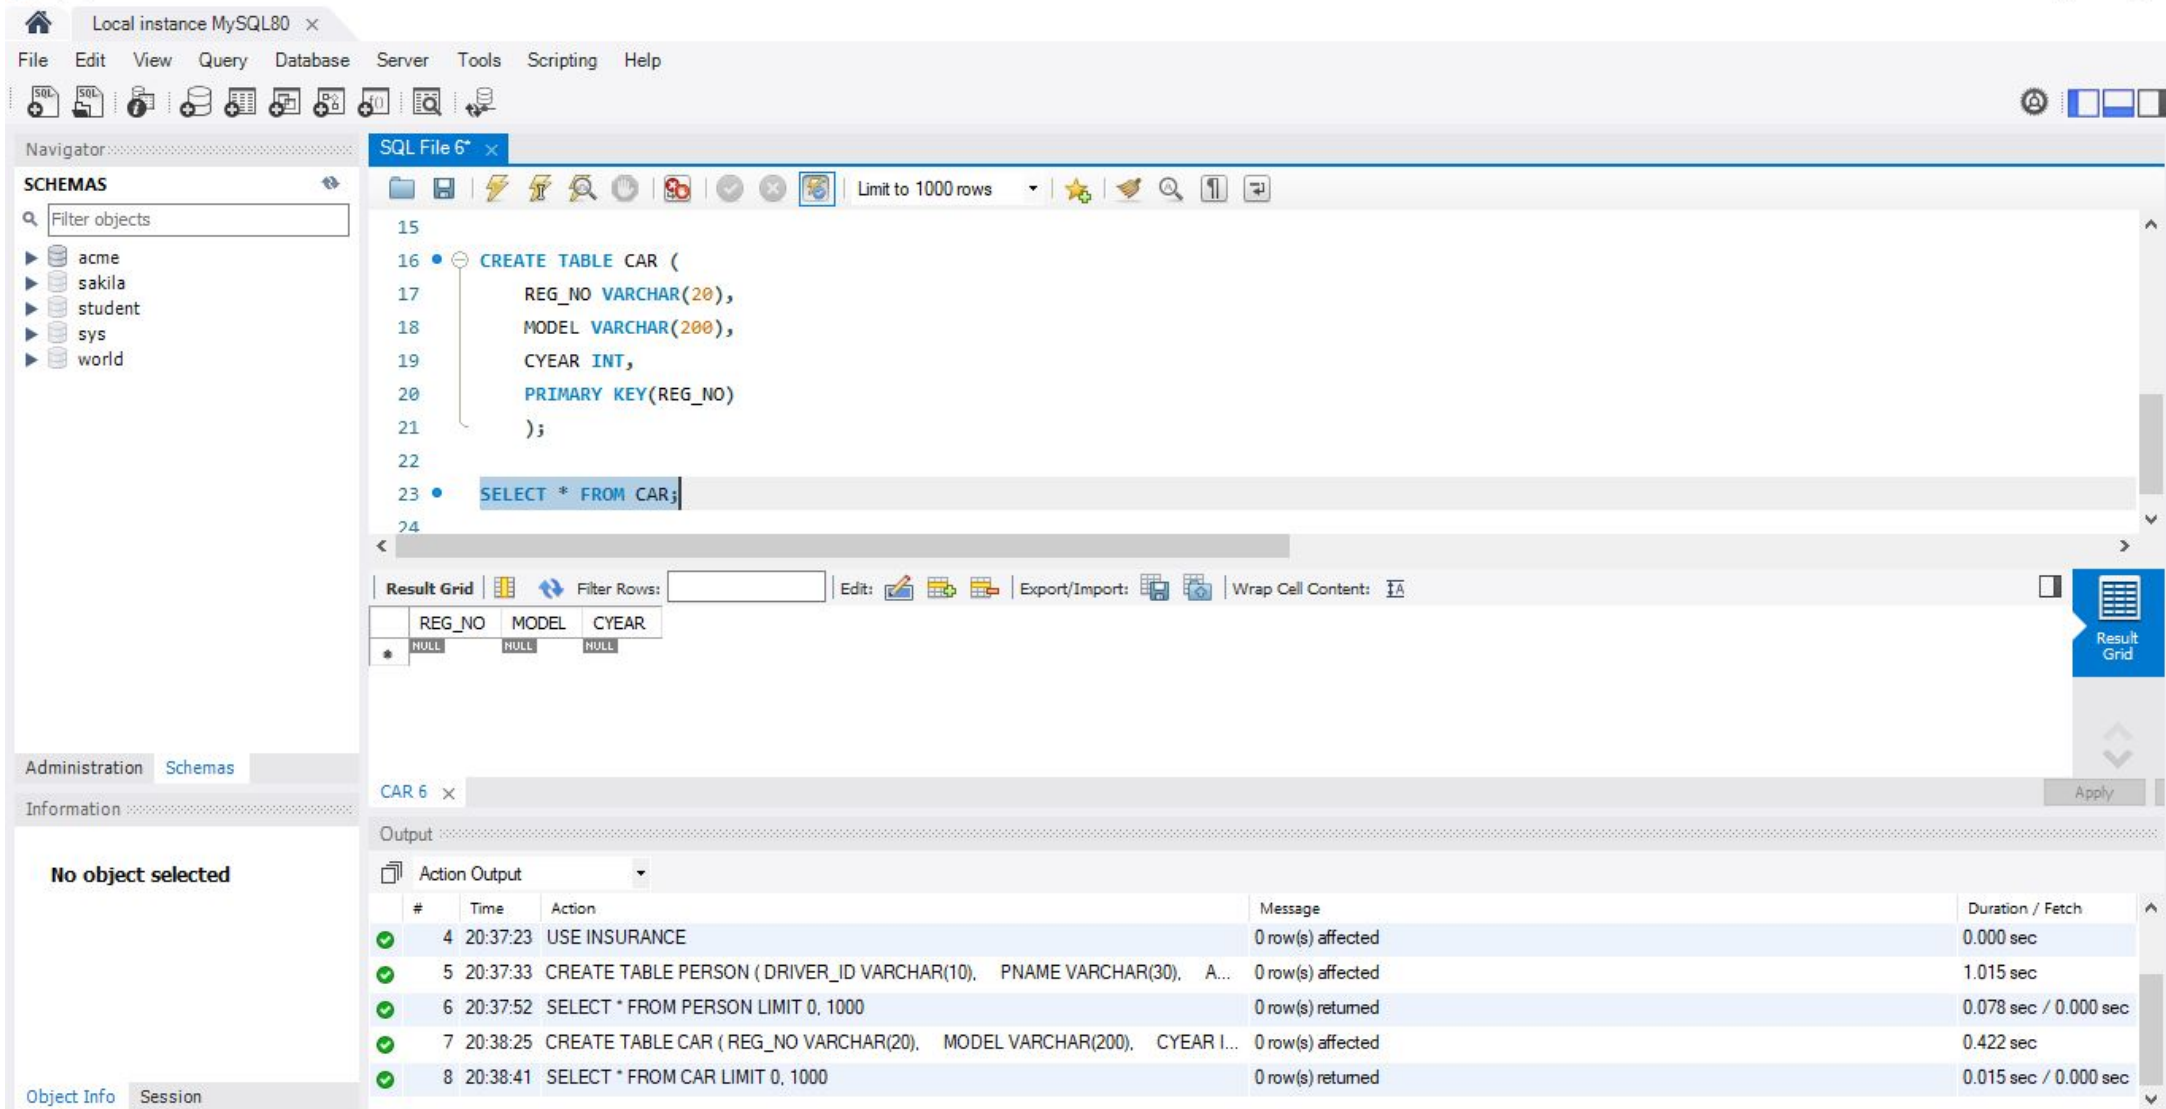 Local instance MySQL80 ×
File Edit View Query Database Server Tools Scripting Help
Navigator
SCHEMAS
Filter objects
acme
sakila
student
sys
world
Administration Schemas
Information
No object selected
Object Info Session
SQL File 6* ×
Limit to 1000 rows
15
16 CREATE TABLE CAR (
17 REG_NO VARCHAR(20),
18 MODEL VARCHAR(200),
19 CYEAR INT,
20 PRIMARY KEY(REG_NO)
21 );
22
23 SELECT * FROM CAR;
24
Result Grid Filter Rows: Edit: Export/Import: Wrap Cell Content:
REG_NO MODEL CYEAR
* NULL NULL NULL
Result
Grid
CAR 6 × Apply
Output
Action Output
# Time Action Message Duration / Fetch
4 20:37:23 USE INSURANCE 0 row(s) affected 0.000 sec
5 20:37:33 CREATE TABLE PERSON ( DRIVER_ID VARCHAR(10), PNAME VARCHAR(30), A... 0 row(s) affected 1.015 sec
6 20:37:52 SELECT * FROM PERSON LIMIT 0, 1000 0 row(s) returned 0.078 sec / 0.000 sec
7 20:38:25 CREATE TABLE CAR ( REG_NO VARCHAR(20), MODEL VARCHAR(200), CYEAR I... 0 row(s) affected 0.422 sec
8 20:38:41 SELECT * FROM CAR LIMIT 0, 1000 0 row(s) returned 0.015 sec / 0.000 sec